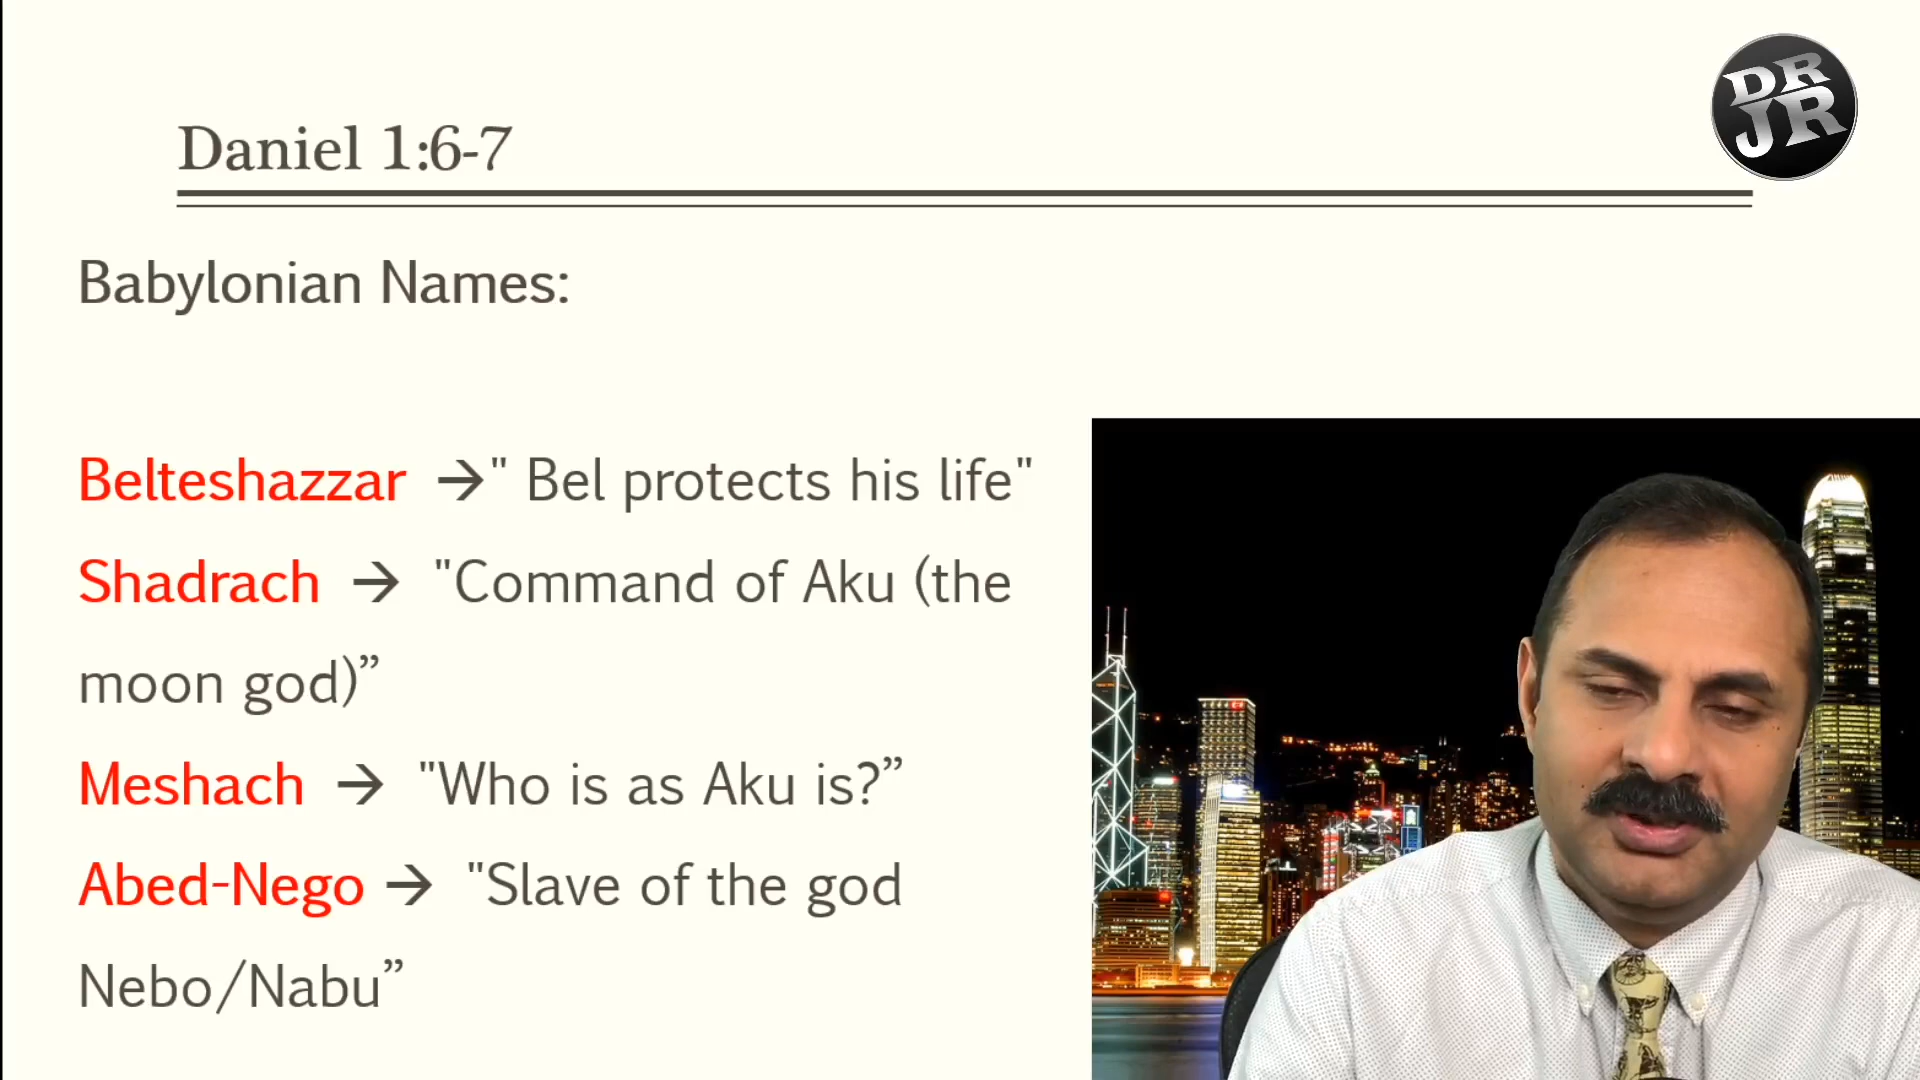 DR
JR
Daniel 1:6-7
Babylonian Names:
Belteshazzar →" Bel protects his life"
Shadrach → "Command of Aku (the
moon god)”
Meshach → "Who is as Aku is?”
Abed-Nego → "Slave of the god
Nebo/Nabu”